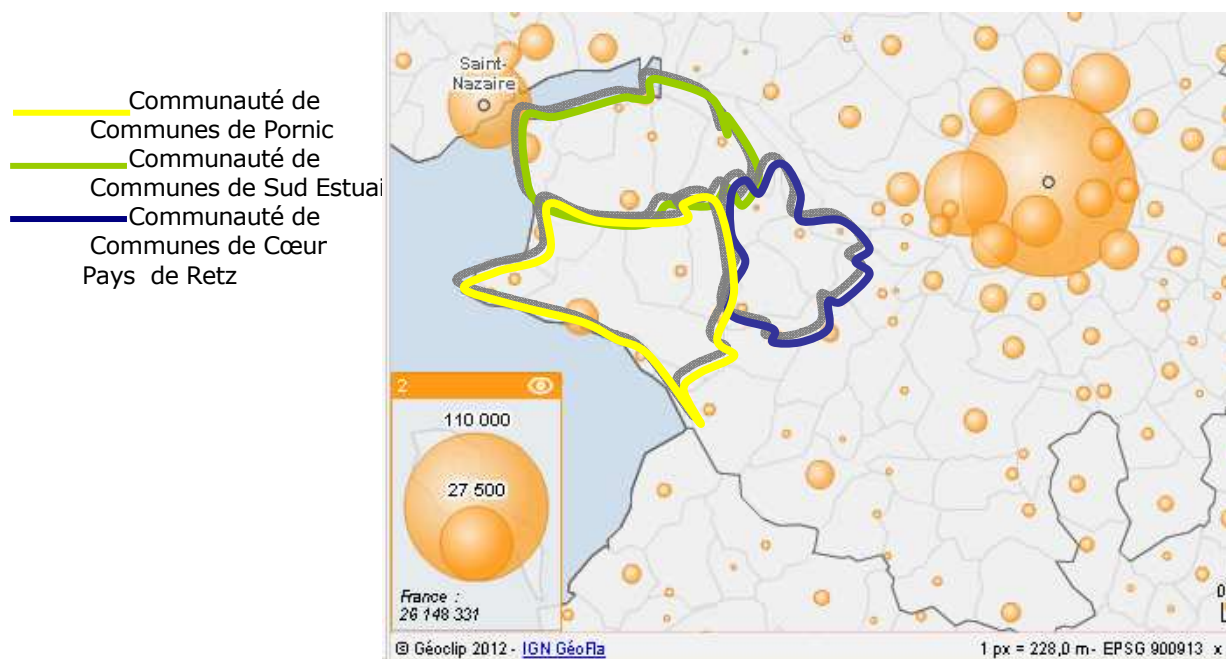 Communauté de
Communes de Pornic
Communauté de
Communes de Sud Estuai
Communauté de
Communes de Cœur
Pays de Retz
Saint-
Nazaire
2
110 000
27 500
France :
26 148 331
0
© Géoclip 2012 - IGN GéoFla
1 px = 228,0 m - EPSG 900913 x